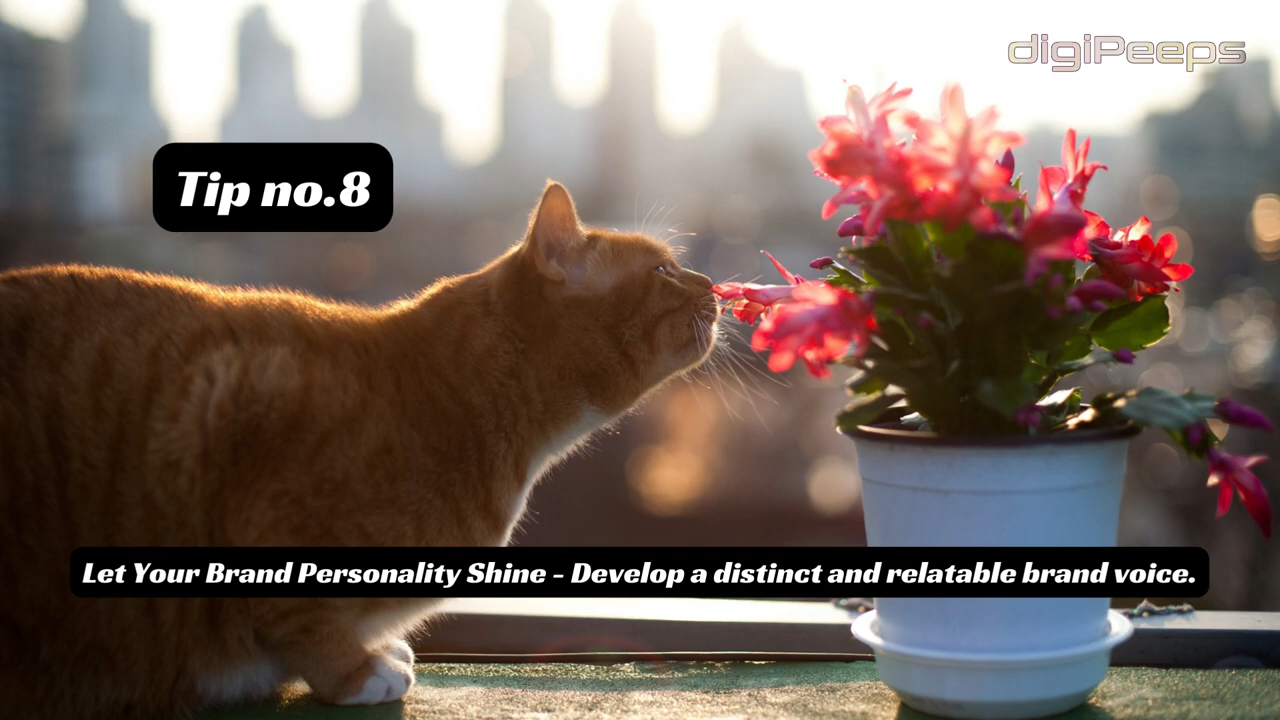 digiPeeps
Tip no.8
Let Your Brand Personality Shine - Develop a distinct and relatable brand voice.